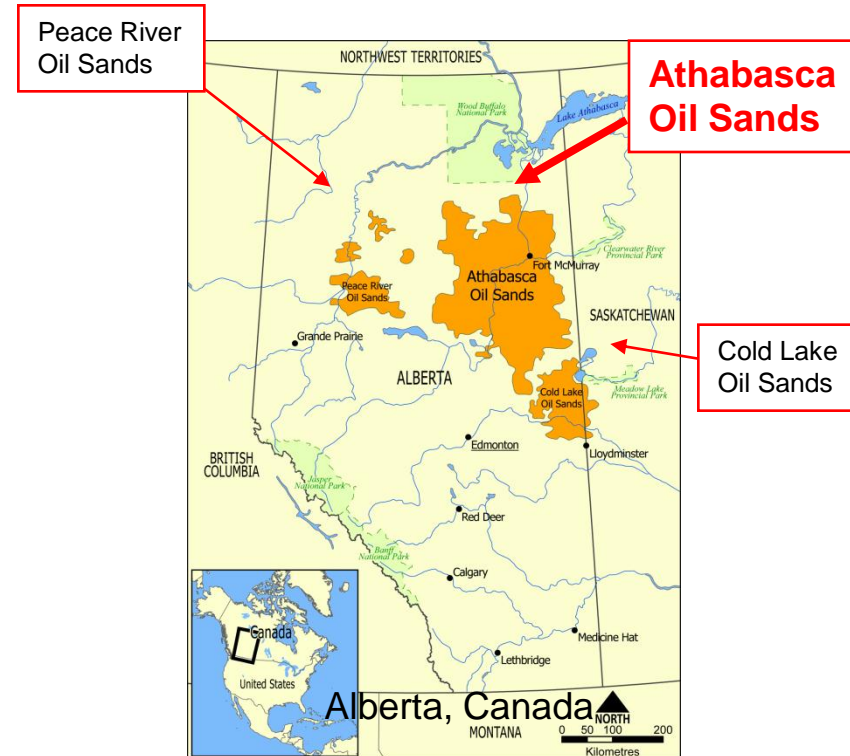 Peace River
Oil Sands
NORTHWEST TERRITORIES
Athabasca
Oil Sands
Wood Buffalo
National Park
Lake Athabasca
Clearwater River
Provincial Park
Fort McMurray
Athabasca
Oil Sands
Peace River
Oil Sands
SASKATCHEWAN
Grande Prairie
Cold Lake
Oil Sands
ALBERTA
Cold Lake
Oil Sands
Meadow Lake
Provincial Park
Edmonton
Lloydminster
BRITISH
COLUMBIA
Jasper
National Park
Red Deer
Banff
National Park
Calgary
Canada
Medicine Hat
Lethbridge
United States
Alberta, Canada
NORTH
MONTANA
0 50 100 200
Kilometres